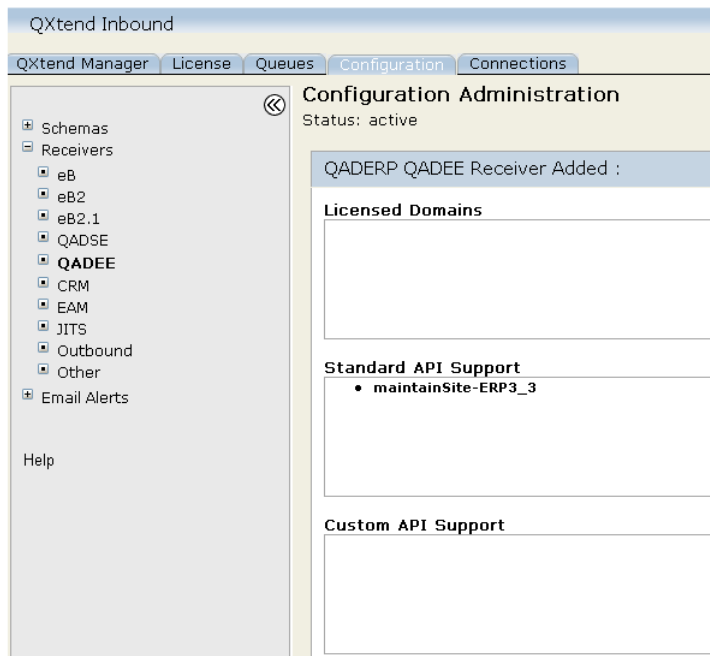 QXtend Inbound
QXtend Manager License Queues Configuration Connections
Schemas
Receivers
eB
eB2
eB2.1
QADSE
QADEE
CRM
EAM
JITS
Outbound
Other
Email Alerts
Help
Configuration Administration
Status: active
QADERP QADEE Receiver Added :
Licensed Domains
Standard API Support
• maintainSite-ERP3_3
Custom API Support